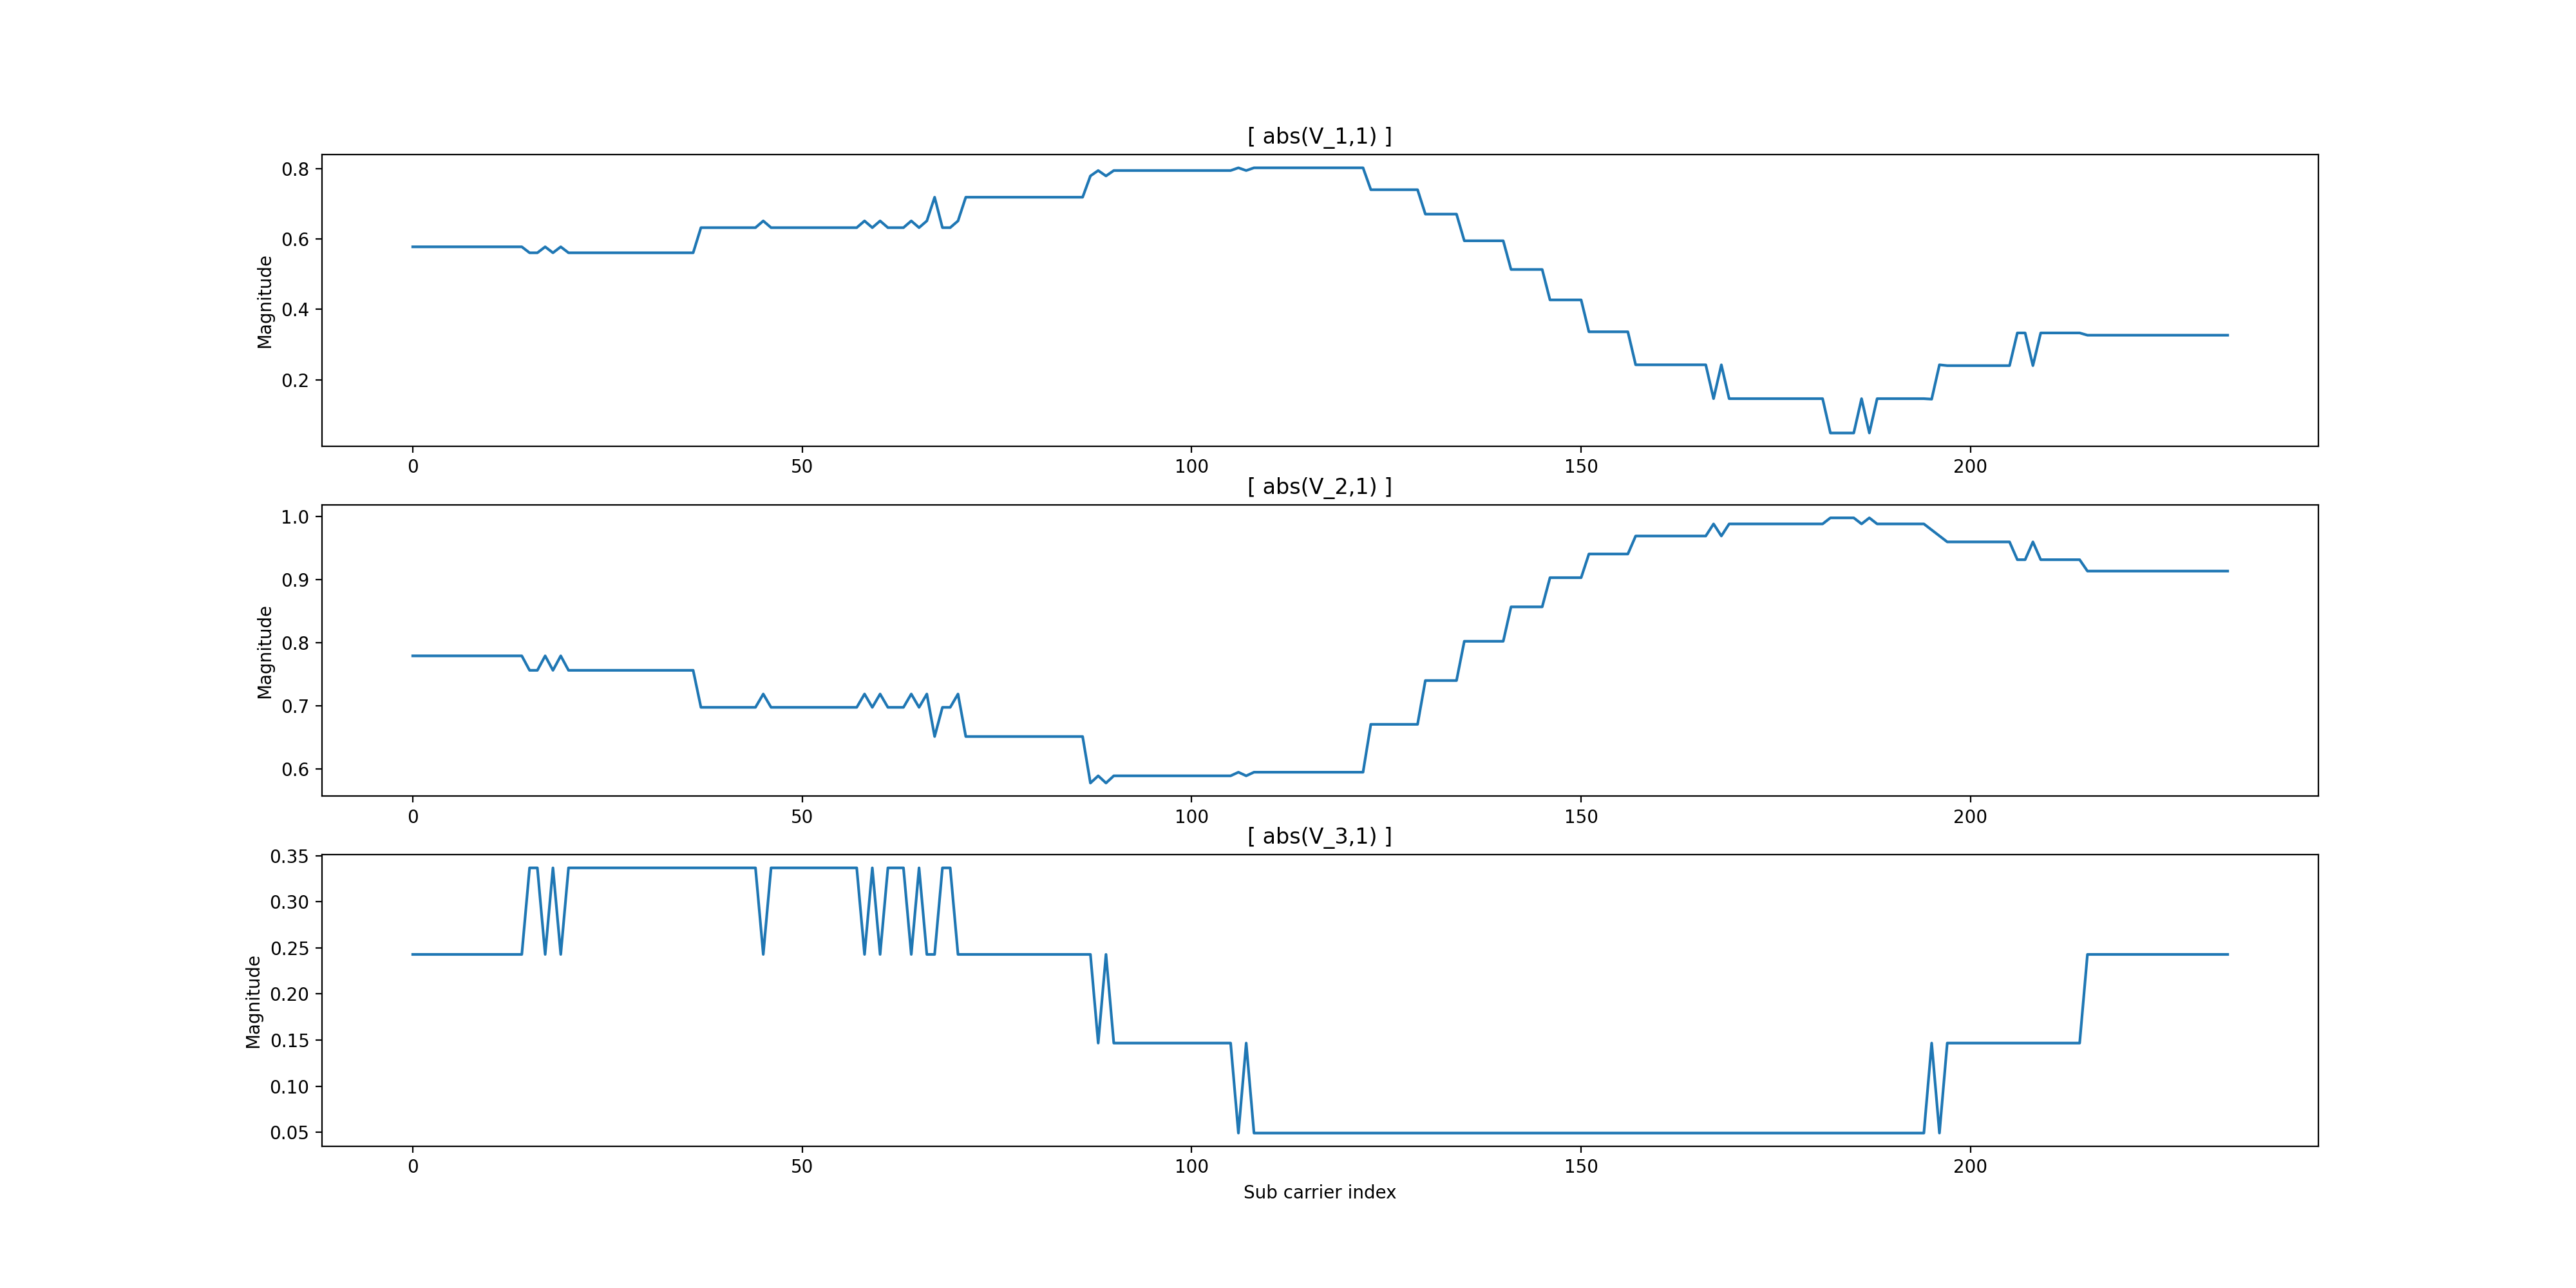 [ abs(V_1,1) ]
Magnitude
0.8
0.6
0.4
0.2
0 50 100 150 200
[ abs(V_2,1) ]
Magnitude
1.0
0.9
0.8
0.7
0.6
0 50 100 150 200
[ abs(V_3,1) ]
Magnitude
0.35
0.30
0.25
0.20
0.15
0.10
0.05
0 50 100 150 200
Sub carrier index